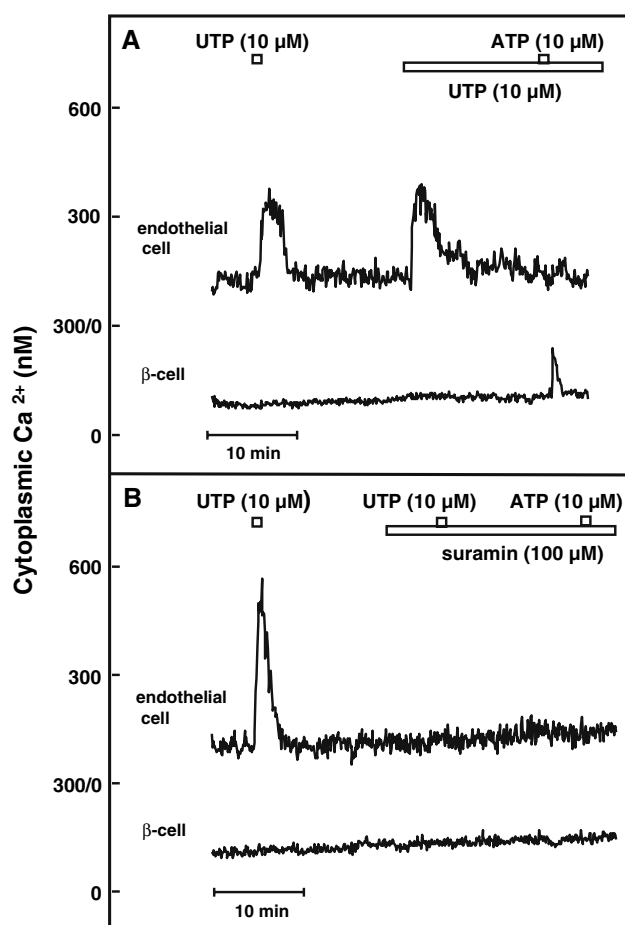 A
UTP (10 µM)
ATP (10 µM)
UTP (10 µM)
600
300
endothelial
cell
300/0
β-cell
0
10 min
Cytoplasmic Ca 2+ (nM)
B
UTP (10 µM)
UTP (10 µM)
ATP (10 µM)
suramin (100 µM)
600
300
endothelial
cell
300/0
β-cell
0
10 min